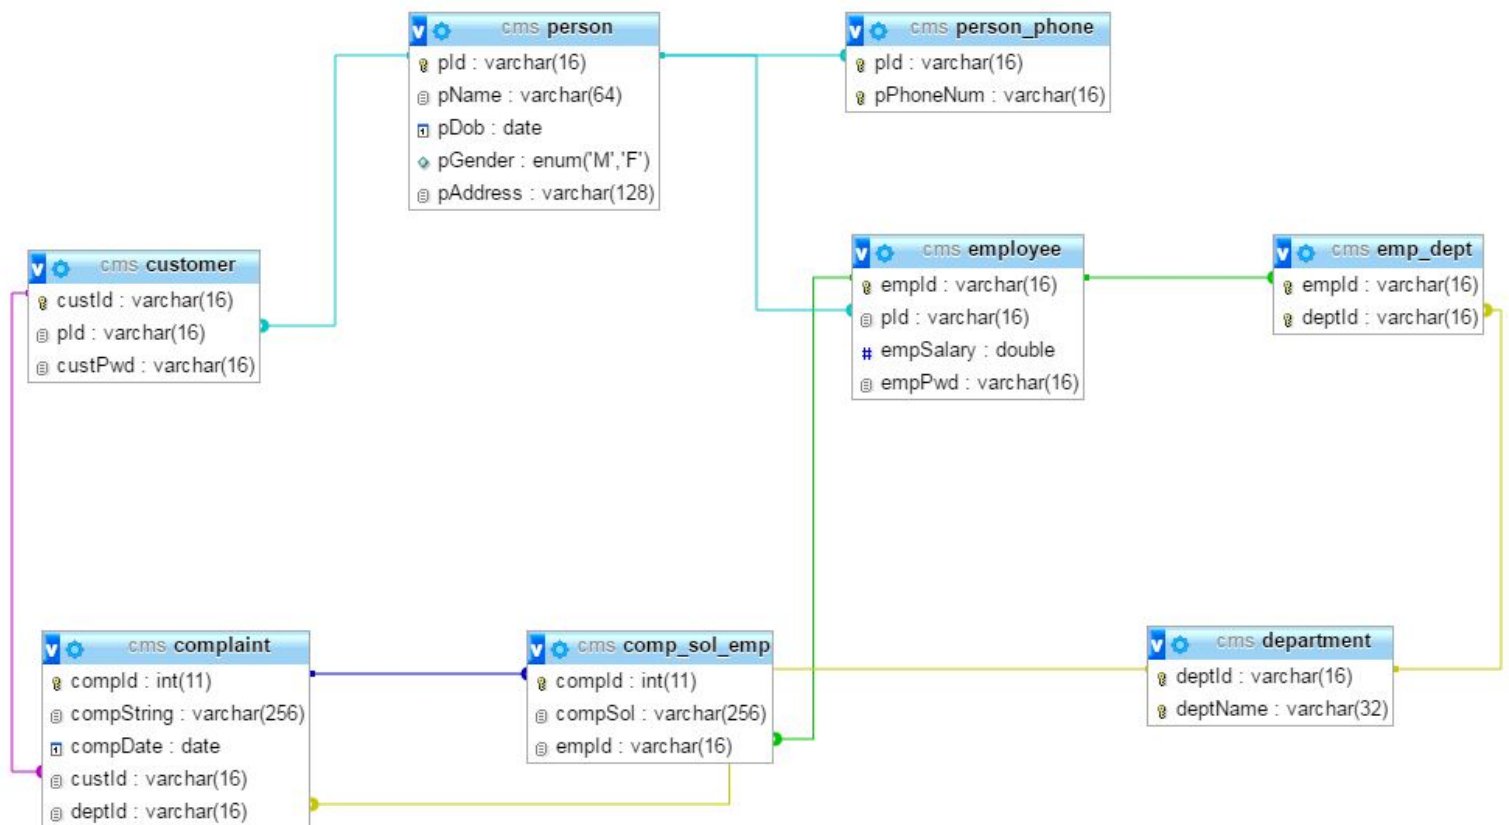 cms person
pId : varchar(16)
pName : varchar(64)
pDob : date
pGender : enum('M','F')
pAddress : varchar(128)
cms person_phone
pId : varchar(16)
pPhoneNum : varchar(16)
cms customer
custId : varchar(16)
pId : varchar(16)
custPwd : varchar(16)
cms employee
empId : varchar(16)
pId : varchar(16)
empSalary : double
empPwd : varchar(16)
cms emp_dept
empId : varchar(16)
deptId : varchar(16)
cms complaint
compId : int(11)
compString : varchar(256)
compDate : date
custId : varchar(16)
deptId : varchar(16)
cms comp_sol_emp
compId : int(11)
compSol : varchar(256)
empId : varchar(16)
cms department
deptId : varchar(16)
deptName : varchar(32)